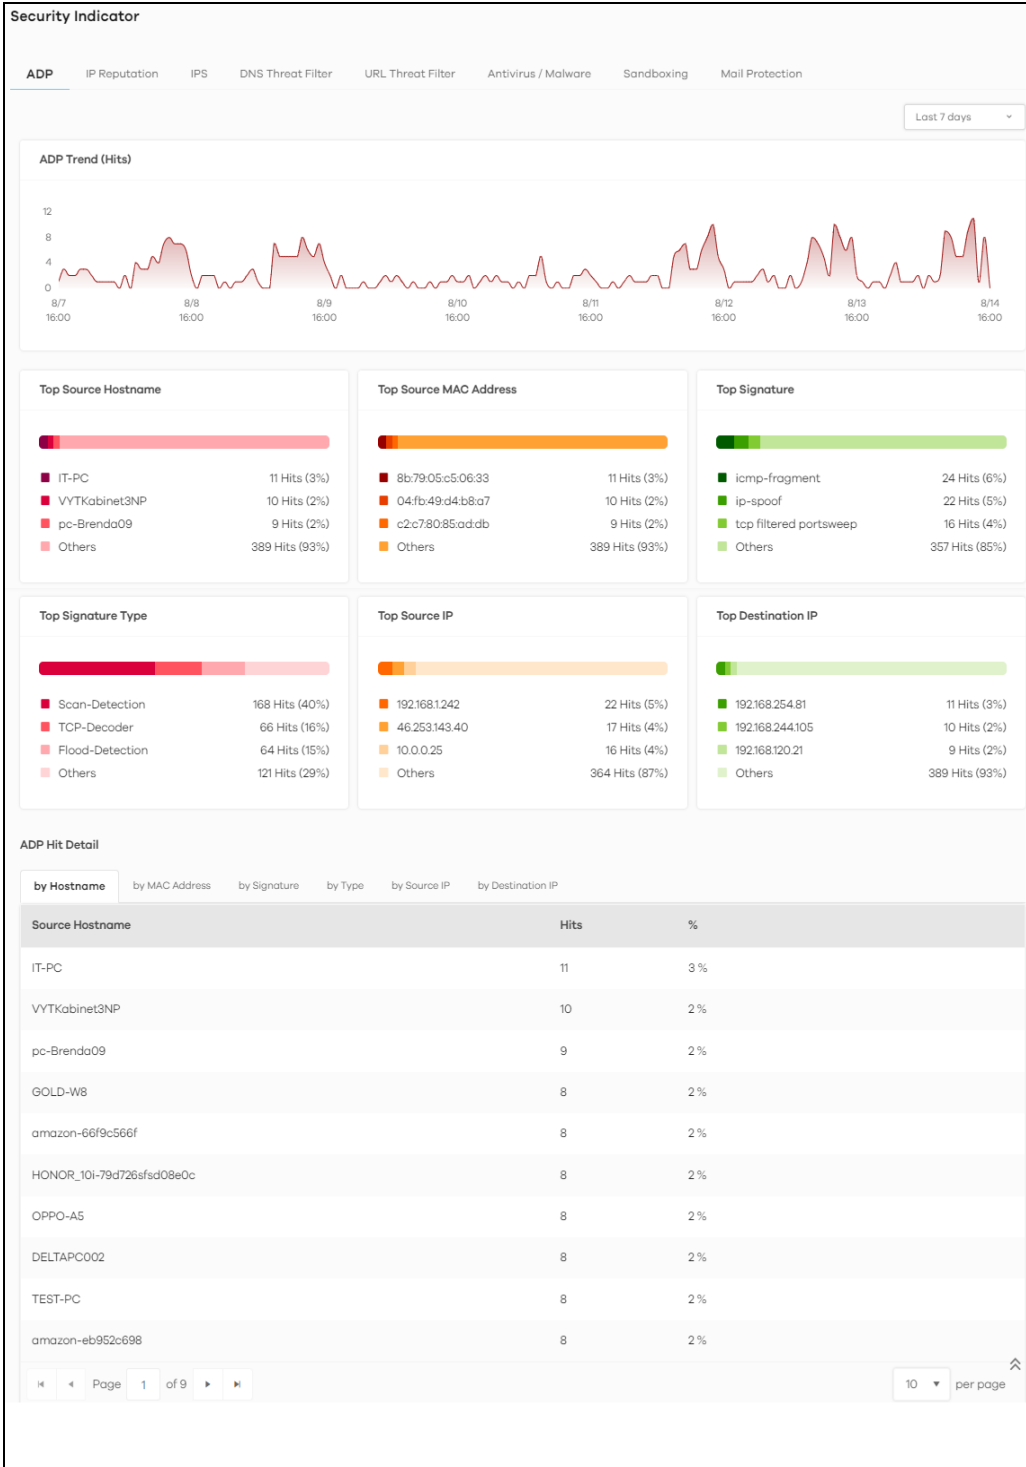 Security Indicator
ADP IP Reputation IPS DNS Threat Filter URL Threat Filter Antivirus / Malware Sandboxing Mail Protection
Last 7 days
ADP Trend (Hits)
12
8
4
0
8/7 8/8 8/9 8/10 8/11 8/12 8/13 8/14
16:00 16:00 16:00 16:00 16:00 16:00 16:00 16:00
Top Source Hostname
IT-PC 11 Hits (3%)
VYTKabinet3NP 10 Hits (2%)
pc-Brenda09 9 Hits (2%)
Others 389 Hits (93%)
Top Source MAC Address
8b:79:05:c5:06:33 11 Hits (3%)
04:fb:49:d4:b8:a7 10 Hits (2%)
c2:c7:80:85:ad:db 9 Hits (2%)
Others 389 Hits (93%)
Top Signature
icmp-fragment 24 Hits (6%)
ip-spoof 22 Hits (5%)
tcp filtered portsweep 16 Hits (4%)
Others 357 Hits (85%)
Top Signature Type
Scan-Detection 168 Hits (40%)
TCP-Decoder 66 Hits (16%)
Flood-Detection 64 Hits (15%)
Others 121 Hits (29%)
Top Source IP
192.168.1.242 22 Hits (5%)
46.253.143.40 17 Hits (4%)
10.0.0.25 16 Hits (4%)
Others 364 Hits (87%)
Top Destination IP
192.168.254.81 11 Hits (3%)
192.168.244.105 10 Hits (2%)
192.168.120.21 9 Hits (2%)
Others 389 Hits (93%)
ADP Hit Detail
by Hostname by MAC Address by Signature by Type by Source IP by Destination IP
Source Hostname Hits %
IT-PC 11 3 %
VYTKabinet3NP 10 2 %
pc-Brenda09 9 2 %
GOLD-W8 8 2 %
amazon-66f9c566f 8 2 %
HONOR_10i-79d726sfsd08e0c 8 2 %
OPPO-A5 8 2 %
DELTAPC002 8 2 %
TEST-PC 8 2 %
amazon-eb952c698 8 2 %
Page 1 of 9 10 per page